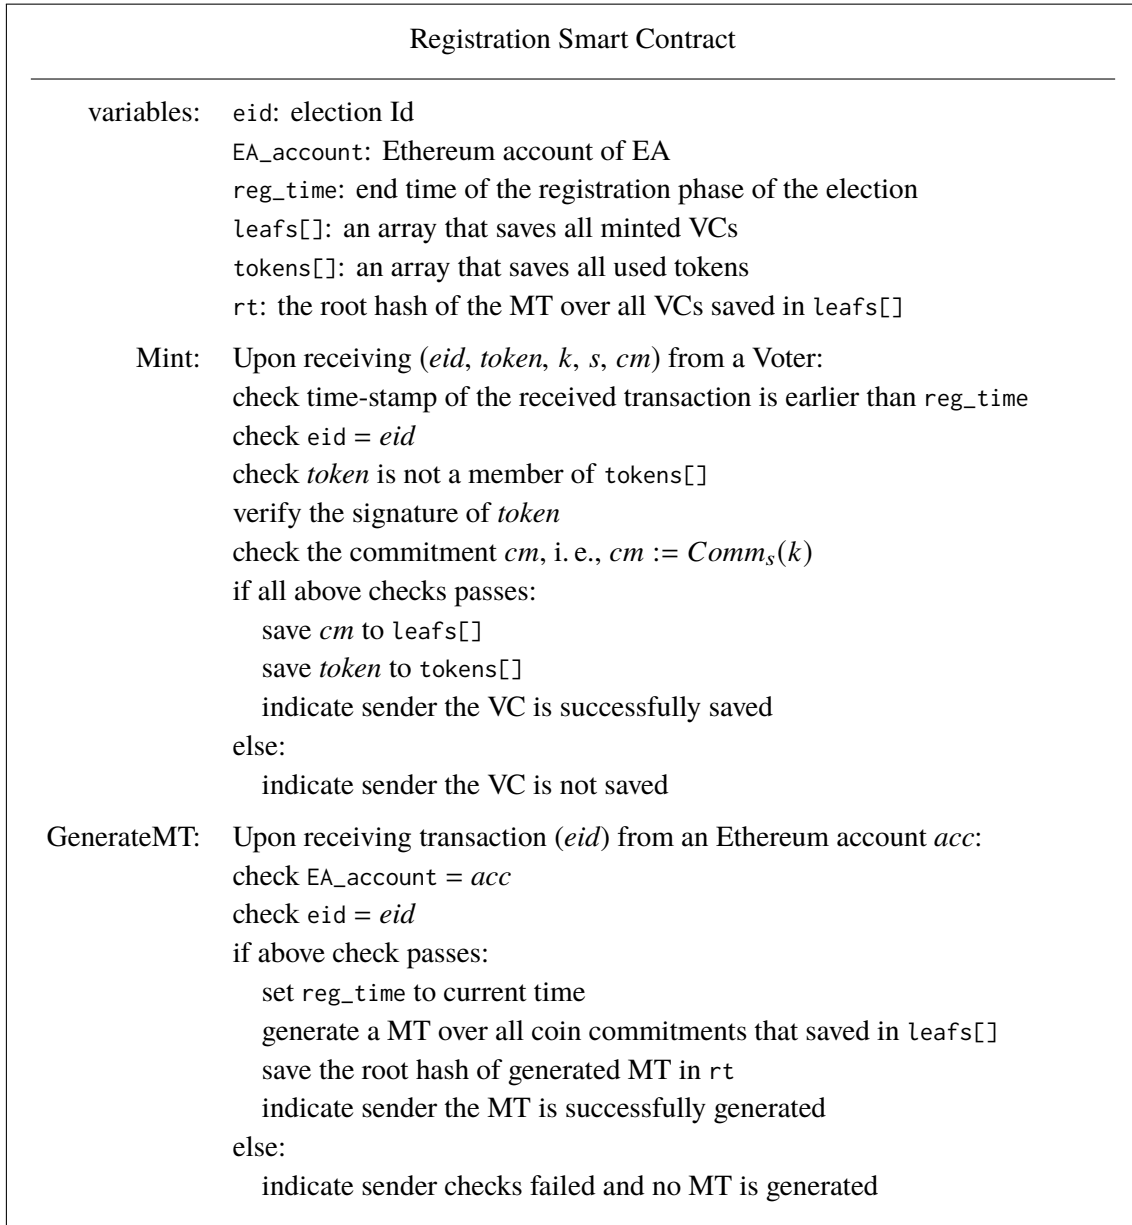 Registration Smart Contract
variables: eid: election Id
EA_account: Ethereum account of EA
reg_time: end time of the registration phase of the election
leafs[]: an array that saves all minted VCs
tokens[]: an array that saves all used tokens
rt: the root hash of the MT over all VCs saved in leafs[]
Mint: Upon receiving (eid, token, k, s, cm) from a Voter:
check time-stamp of the received transaction is earlier than reg_time
check eid = eid
check token is not a member of tokens[]
verify the signature of token
check the commitment cm, i. e., cm := Comm_s(k)
if all above checks passes:
save cm to leafs[]
save token to tokens[]
indicate sender the VC is successfully saved
else:
indicate sender the VC is not saved
GenerateMT: Upon receiving transaction (eid) from an Ethereum account acc:
check EA_account = acc
check eid = eid
if above check passes:
set reg_time to current time
generate a MT over all coin commitments that saved in leafs[]
save the root hash of generated MT in rt
indicate sender the MT is successfully generated
else:
indicate sender checks failed and no MT is generated